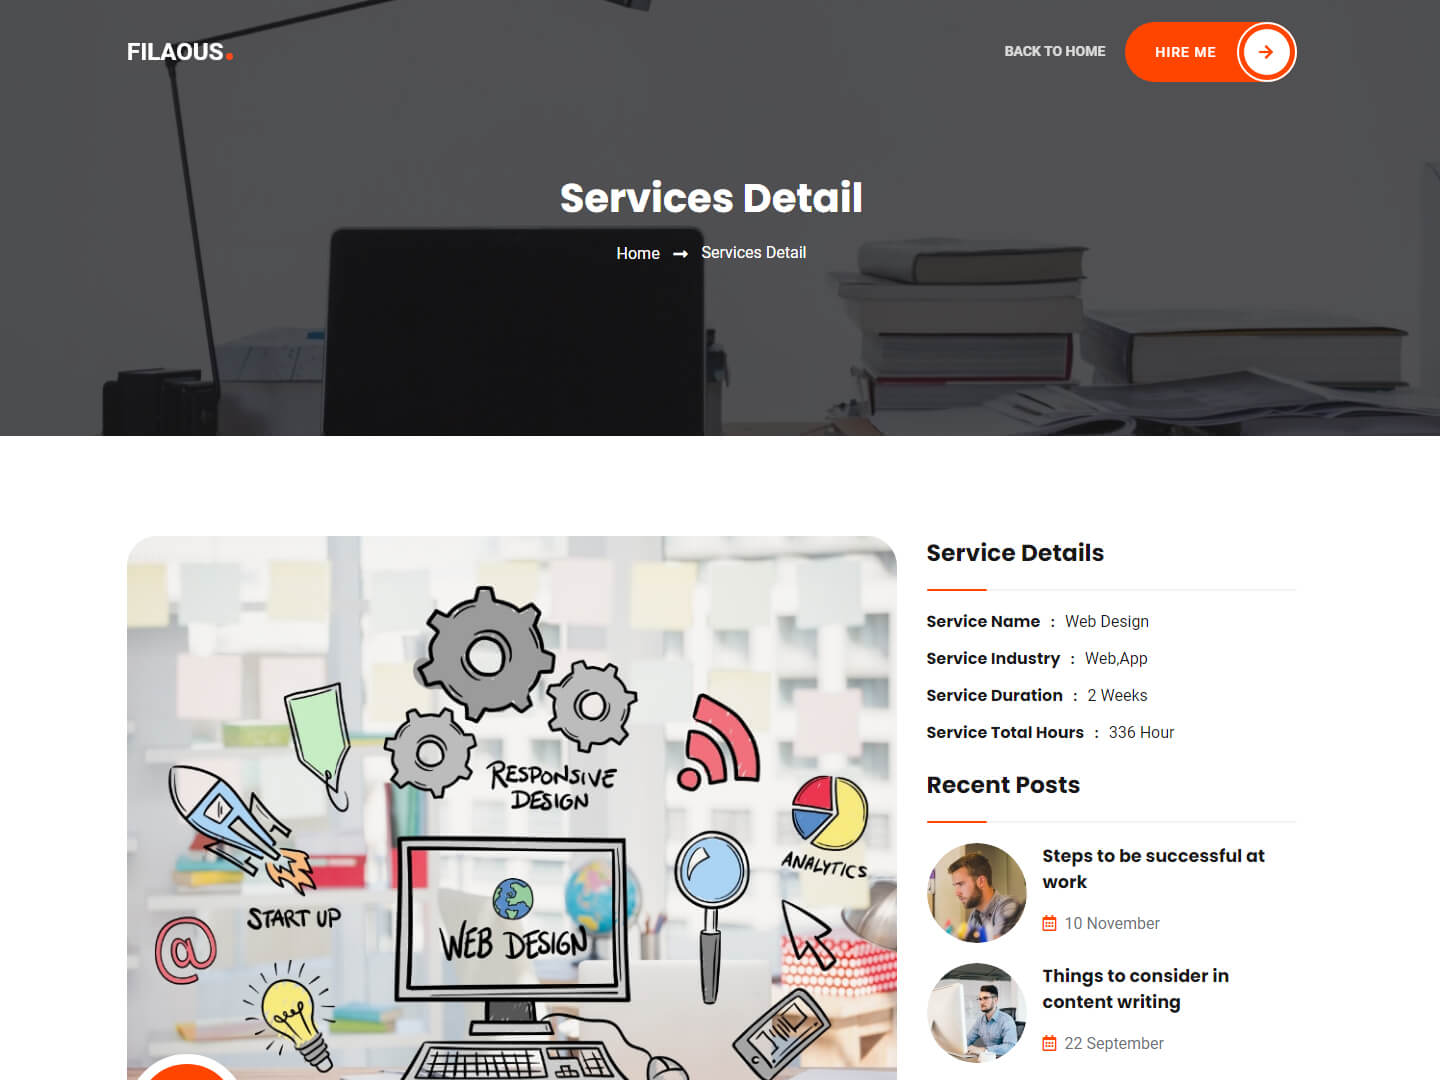 FILAOUS.
BACK TO HOME
HIRE ME
Services Detail
Home
Services Detail
RESPONSIVE
DESIGN
ANALYTICS
START UP
WEB DESIGN
@
Service Details
Service Name : Web Design
Service Industry : Web,App
Service Duration : 2 Weeks
Service Total Hours : 336 Hour
Recent Posts
Steps to be successful at
work
10 November
Things to consider in
content writing
22 September